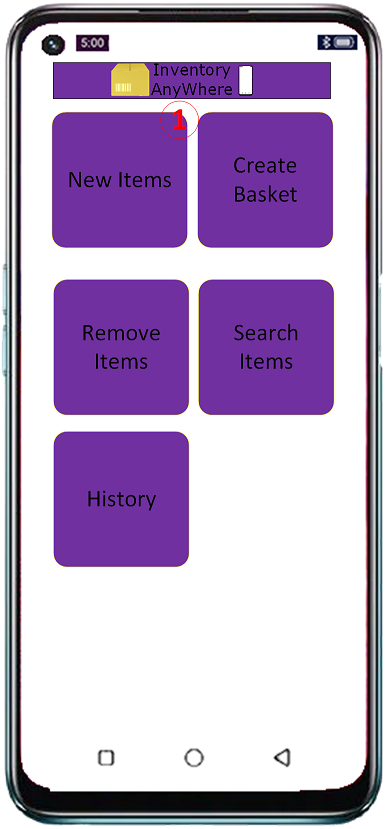 5:00
Inventory
AnyWhere
1
New Items
Create
Basket
Remove
Items
Search
Items
History